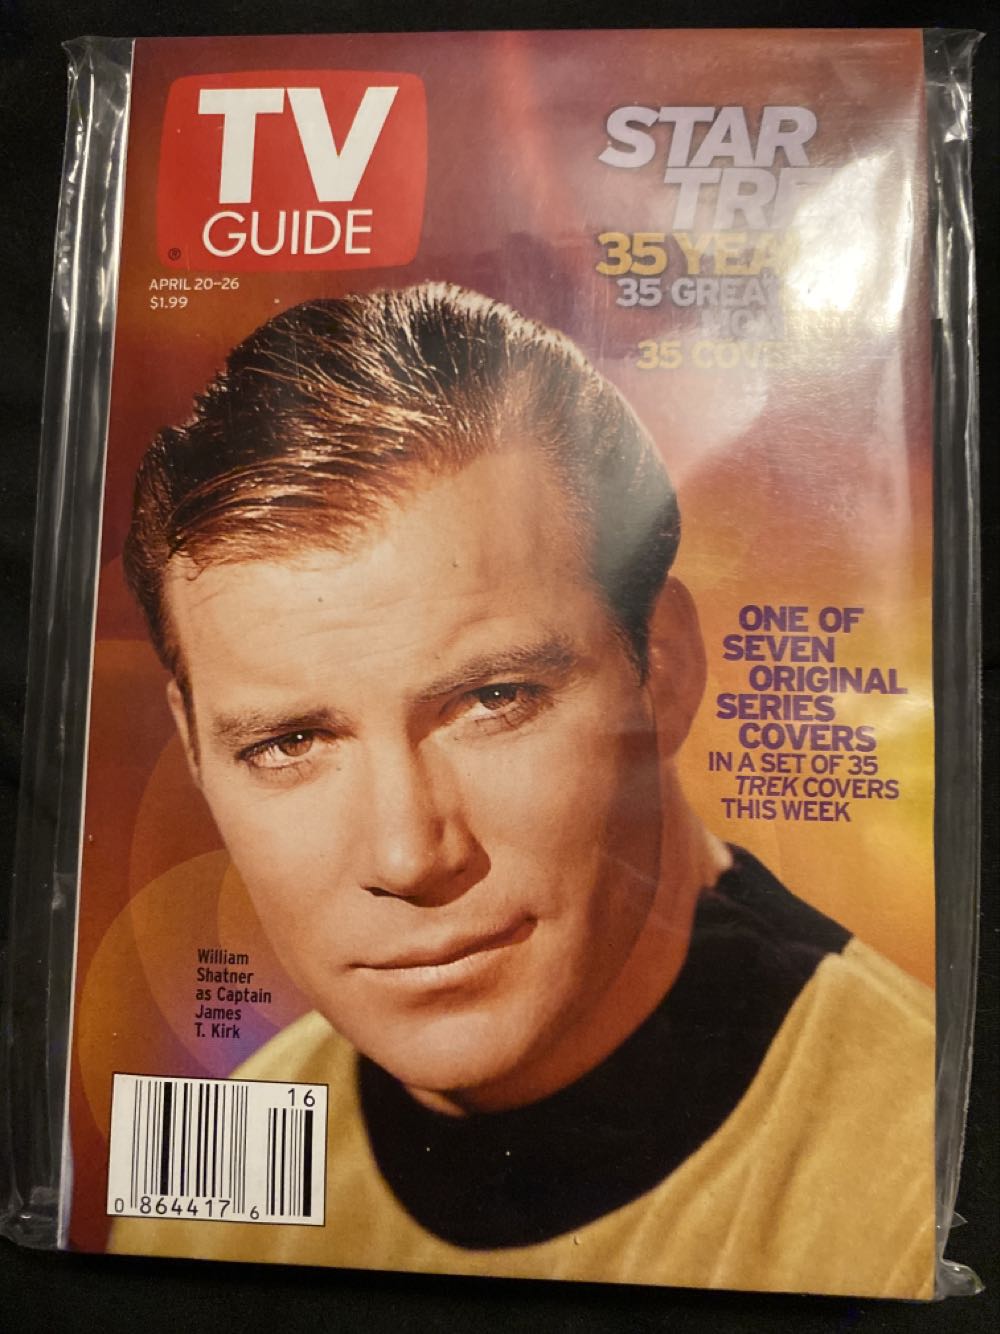 TV
GUIDE
®
APRIL 20–26
$1.99
STAR
35
35
35
ONE OF
SEVEN
ORIGINAL
SERIES
COVERS
IN A SET OF 35
TREK COVERS
THIS WEEK
William
Shatner
as Captain
James
T. Kirk
16
0 864417 6